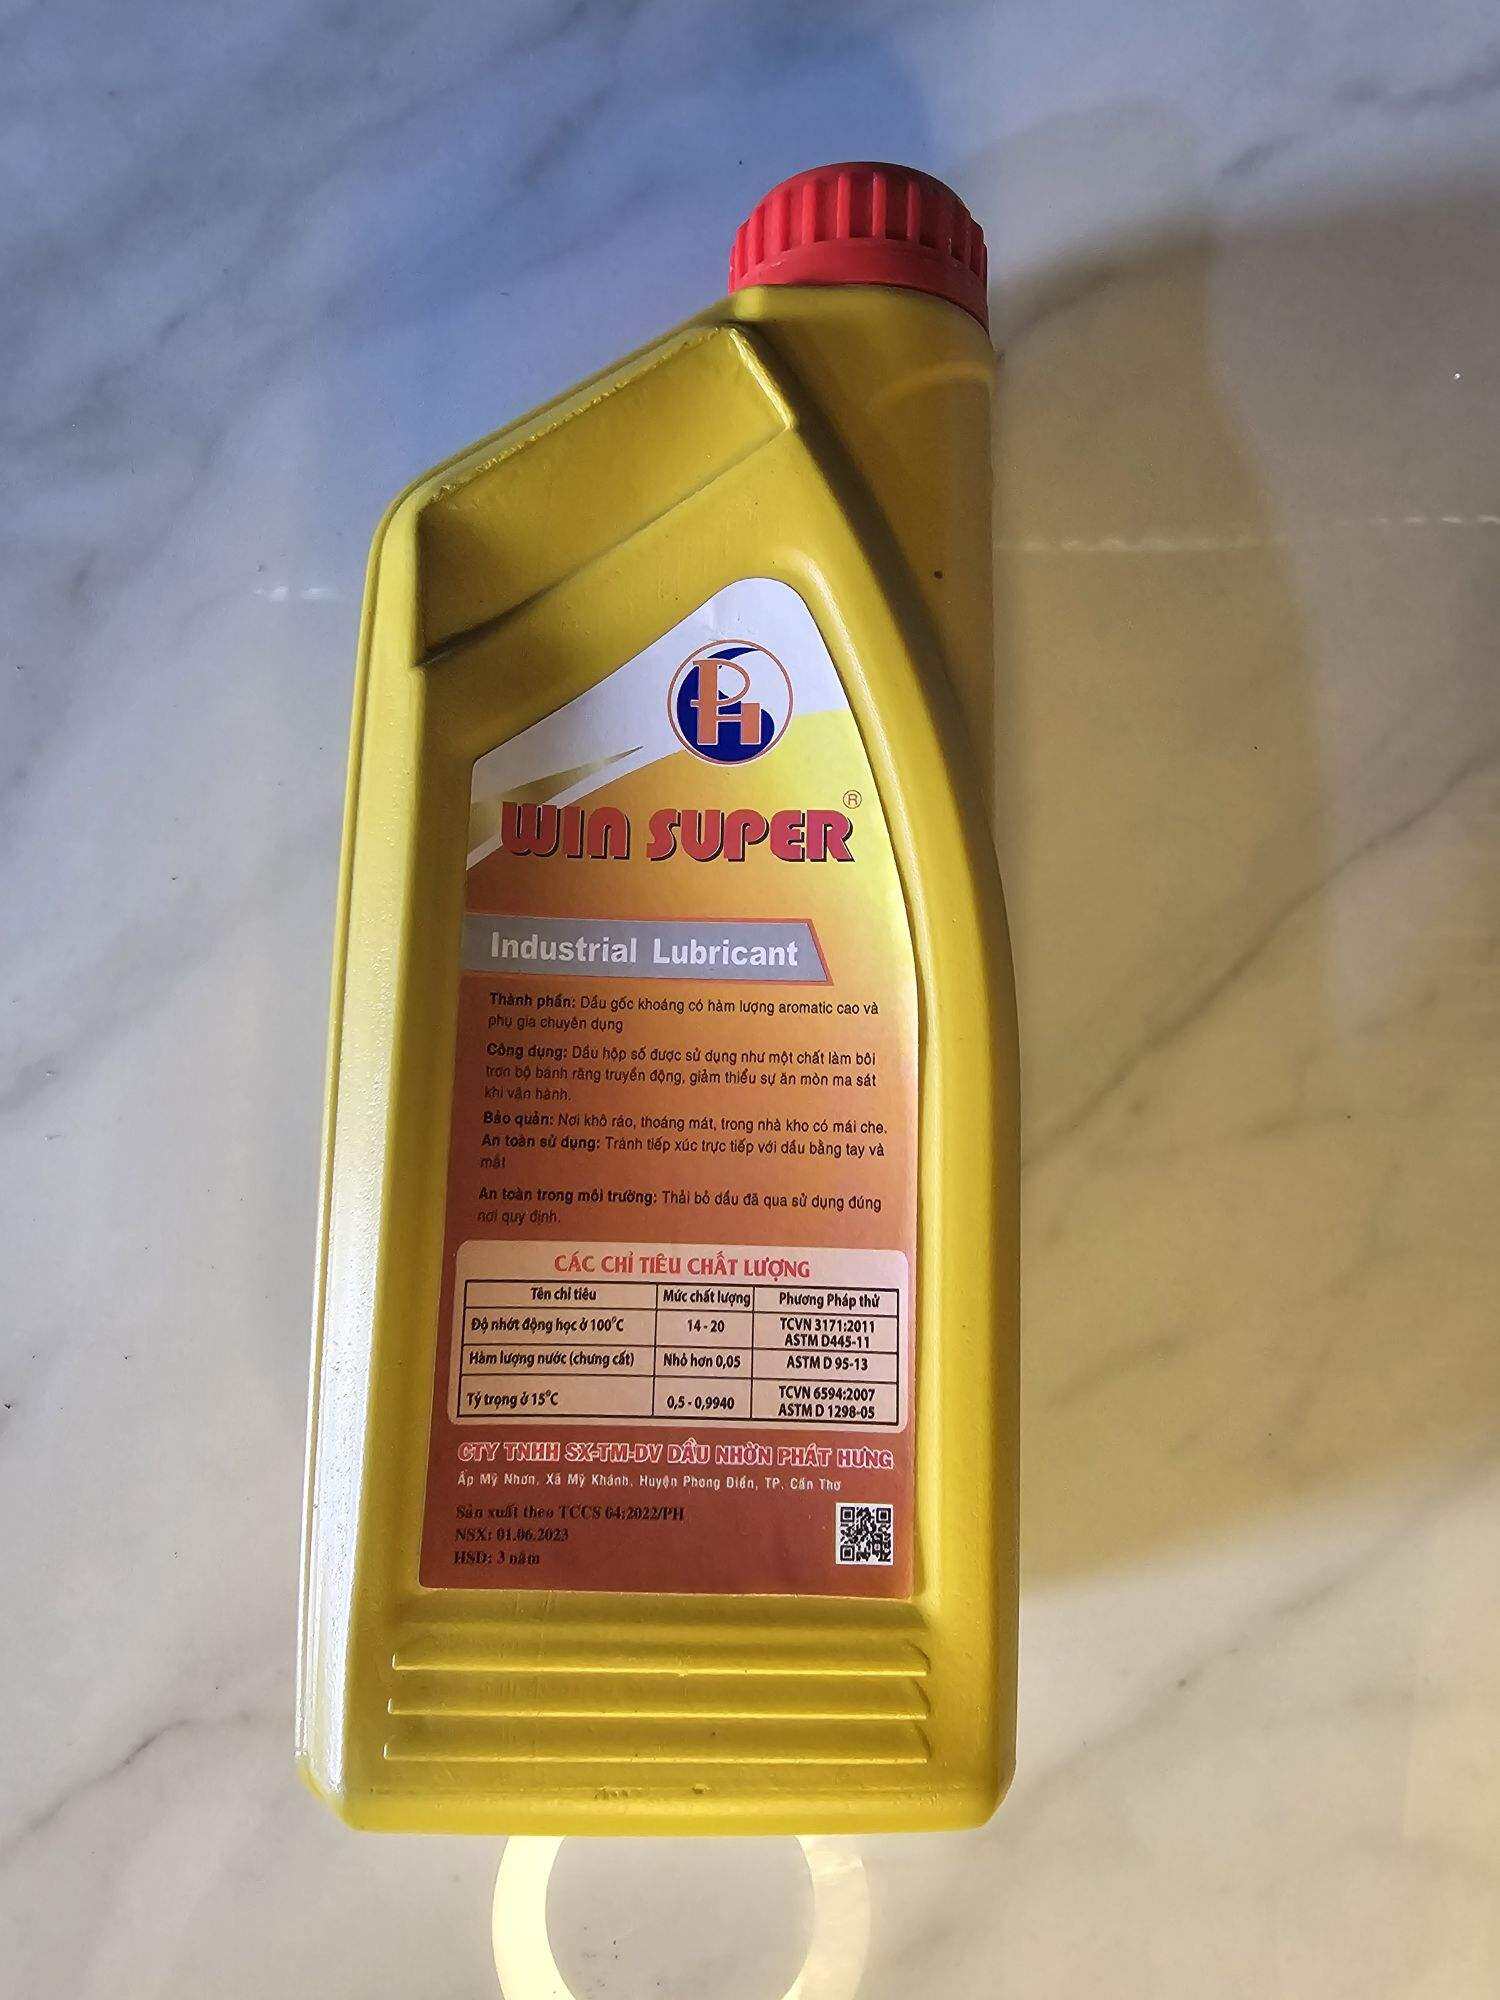 PH
WIN SUPER ®
Industrial Lubricant
Thành phần: Dầu gốc khoáng có hàm lượng aromatic cao và
phụ gia chuyên dụng
Công dụng: Dầu hộp số được sử dụng như một chất làm bôi
trơn bộ bánh răng truyền động, giảm thiểu sự ăn mòn ma sát
khi vận hành.
Bảo quản: Nơi khô ráo, thoáng mát, trong nhà kho có mái che.
An toàn sử dụng: Tránh tiếp xúc trực tiếp với dầu bằng tay và
mắt
An toàn trong môi trường: Thải bỏ dầu đã qua sử dụng đúng
nơi quy định.
CÁC CHỈ TIÊU CHẤT LƯỢNG
Tên chỉ tiêu Mức chất lượng Phương Pháp thử
Độ nhớt động học ở 100°C 14 - 20 TCVN 3171:2011
ASTM D445-11
Hàm lượng nước (chưng cất) Nhỏ hơn 0,05 ASTM D 95-13
Tỷ trọng ở 15°C 0,5 - 0,9940 TCVN 6594:2007
ASTM D 1298-05
CTY TNHH SX-TM-DV DẦU NHỜN PHÁT HƯNG
Ấp Mỹ Nhơn, Xã Mỹ Khánh, Huyện Phong Điền, TP. Cần Thơ
Sản xuất theo TCCS 64:2022/PH
NSX: 01.06.2023
HSD: 3 năm